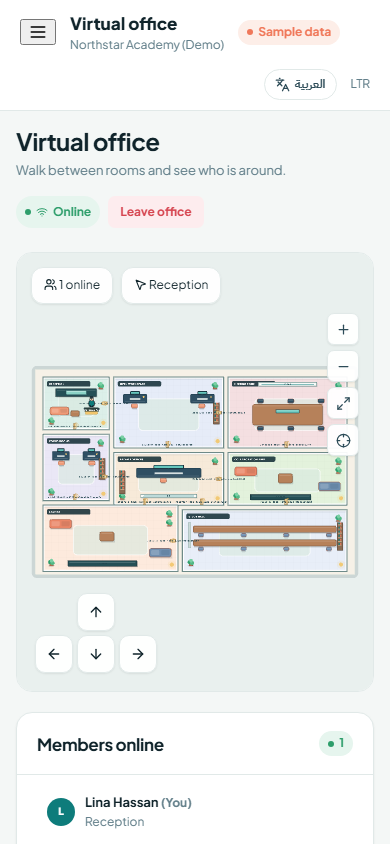 Virtual office
Northstar Academy (Demo)
Sample data
العربية
LTR
Virtual office
Walk between rooms and see who is around.
Online
Leave office
1 online
Reception
Members online
1
L
Lina Hassan (You)
Reception